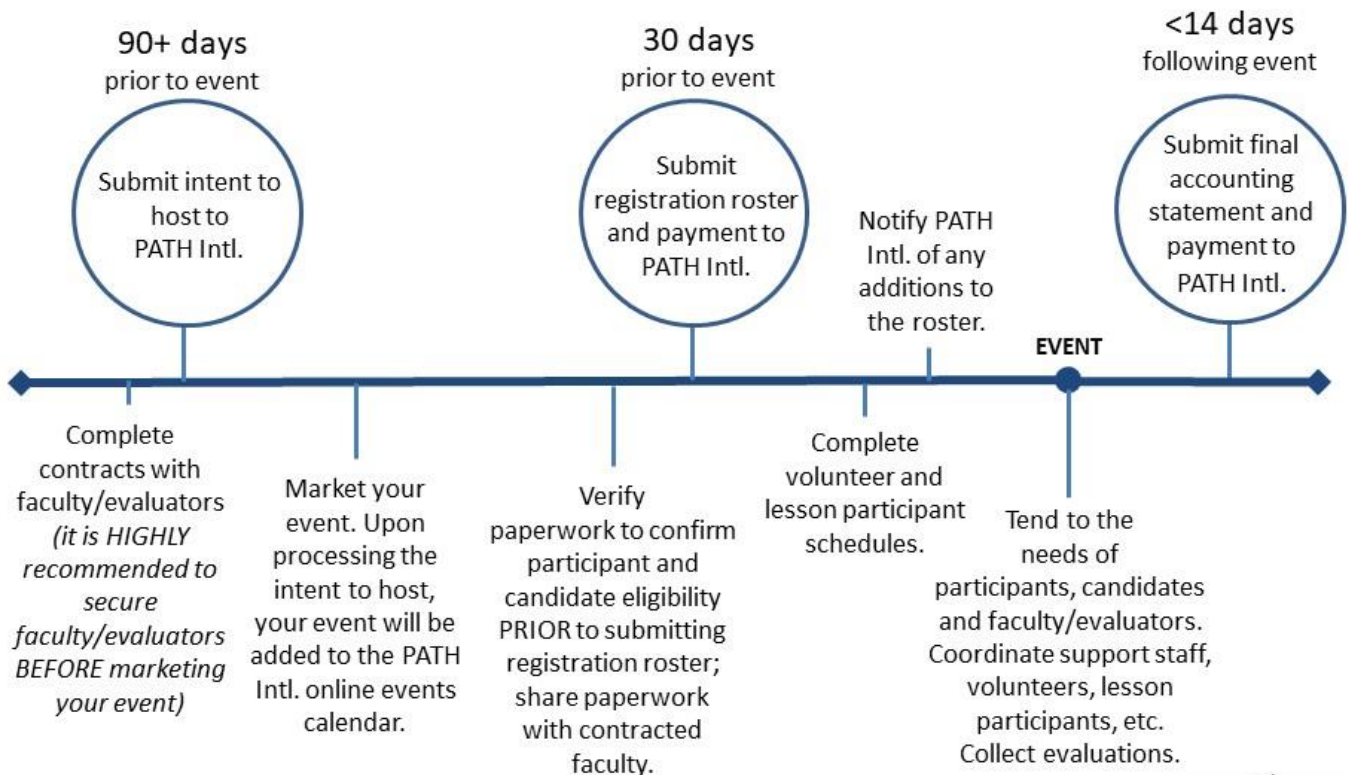 90+ days
prior to event
Submit intent to
host to
PATH Intl.
30 days
prior to event
Submit
registration roster
and payment to
PATH Intl.
Notify PATH
Intl. of any
additions to
the roster.
<14 days
following event
Submit final
accounting
statement and
payment to
PATH Intl.
EVENT
Complete
contracts with
faculty/evaluators
(it is HIGHLY
recommended to
secure
faculty/evaluators
BEFORE marketing
your event)
Market your
event. Upon
processing the
intent to host,
your event will be
added to the PATH
Intl. online events
calendar.
Verify
paperwork to confirm
participant and
candidate eligibility
PRIOR to submitting
registration roster;
share paperwork
with contracted
faculty.
Complete
volunteer and
lesson participant
schedules.
Tend to the
needs of
participants, candidates
and faculty/evaluators.
Coordinate support staff,
volunteers, lesson
participants, etc.
Collect evaluations.